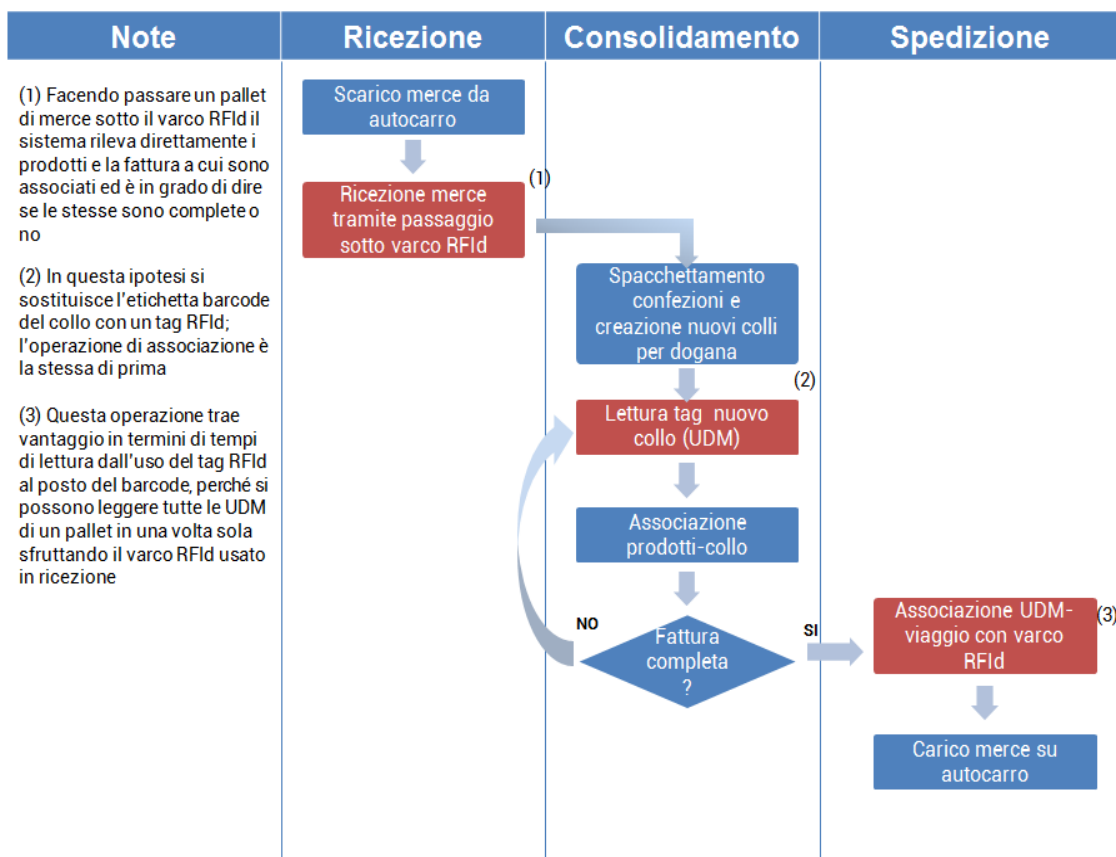 Note
Ricezione
Consolidamento
Spedizione
(1) Facendo passare un pallet
di merce sotto il varco RFId il
sistema rileva direttamente i
prodotti e la fattura a cui sono
associati ed è in grado di dire
se le stesse sono complete o
no
(2) In questa ipotesi si
sostituisce l'etichetta barcode
del collo con un tag RFId;
l'operazione di associazione è
la stessa di prima
(3) Questa operazione trae
vantaggio in termini di tempi
di lettura dall'uso del tag RFId
al posto del barcode, perché si
possono leggere tutte le UDM
di un pallet in una volta sola
sfruttando il varco RFId usato
in ricezione
Scarico merce da
autocarro
(1)
Ricezione merce
tramite passaggio
sotto varco RFId
Spacchettamento
confezioni e
creazione nuovi colli
per dogana
(2)
Lettura tag nuovo
collo (UDM)
Associazione
prodotti-collo
Fattura
completa
?
NO
SI
Associazione UDM-
viaggio con varco
RFId
(3)
Carico merce su
autocarro